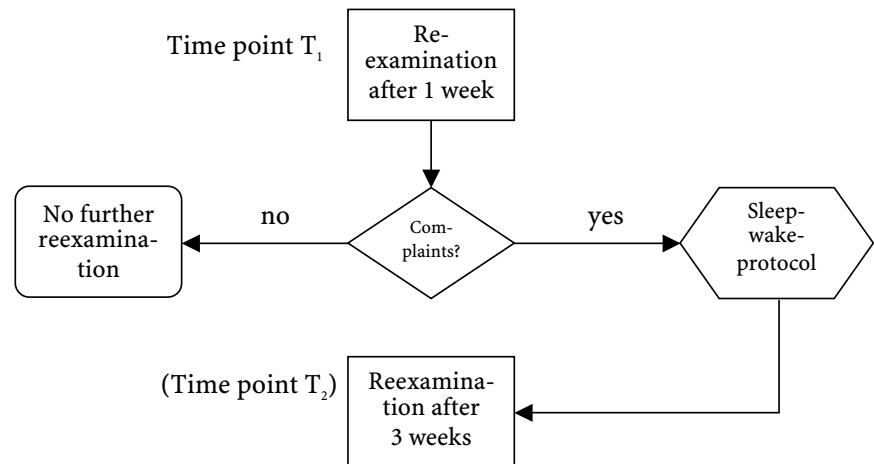 Time point T₁
Re-
examination
after 1 week
No further
reexamina-
tion
no
Com-
plaints?
yes
Sleep-
wake-
protocol
(Time point T₂)
Reexamina-
tion after
3 weeks